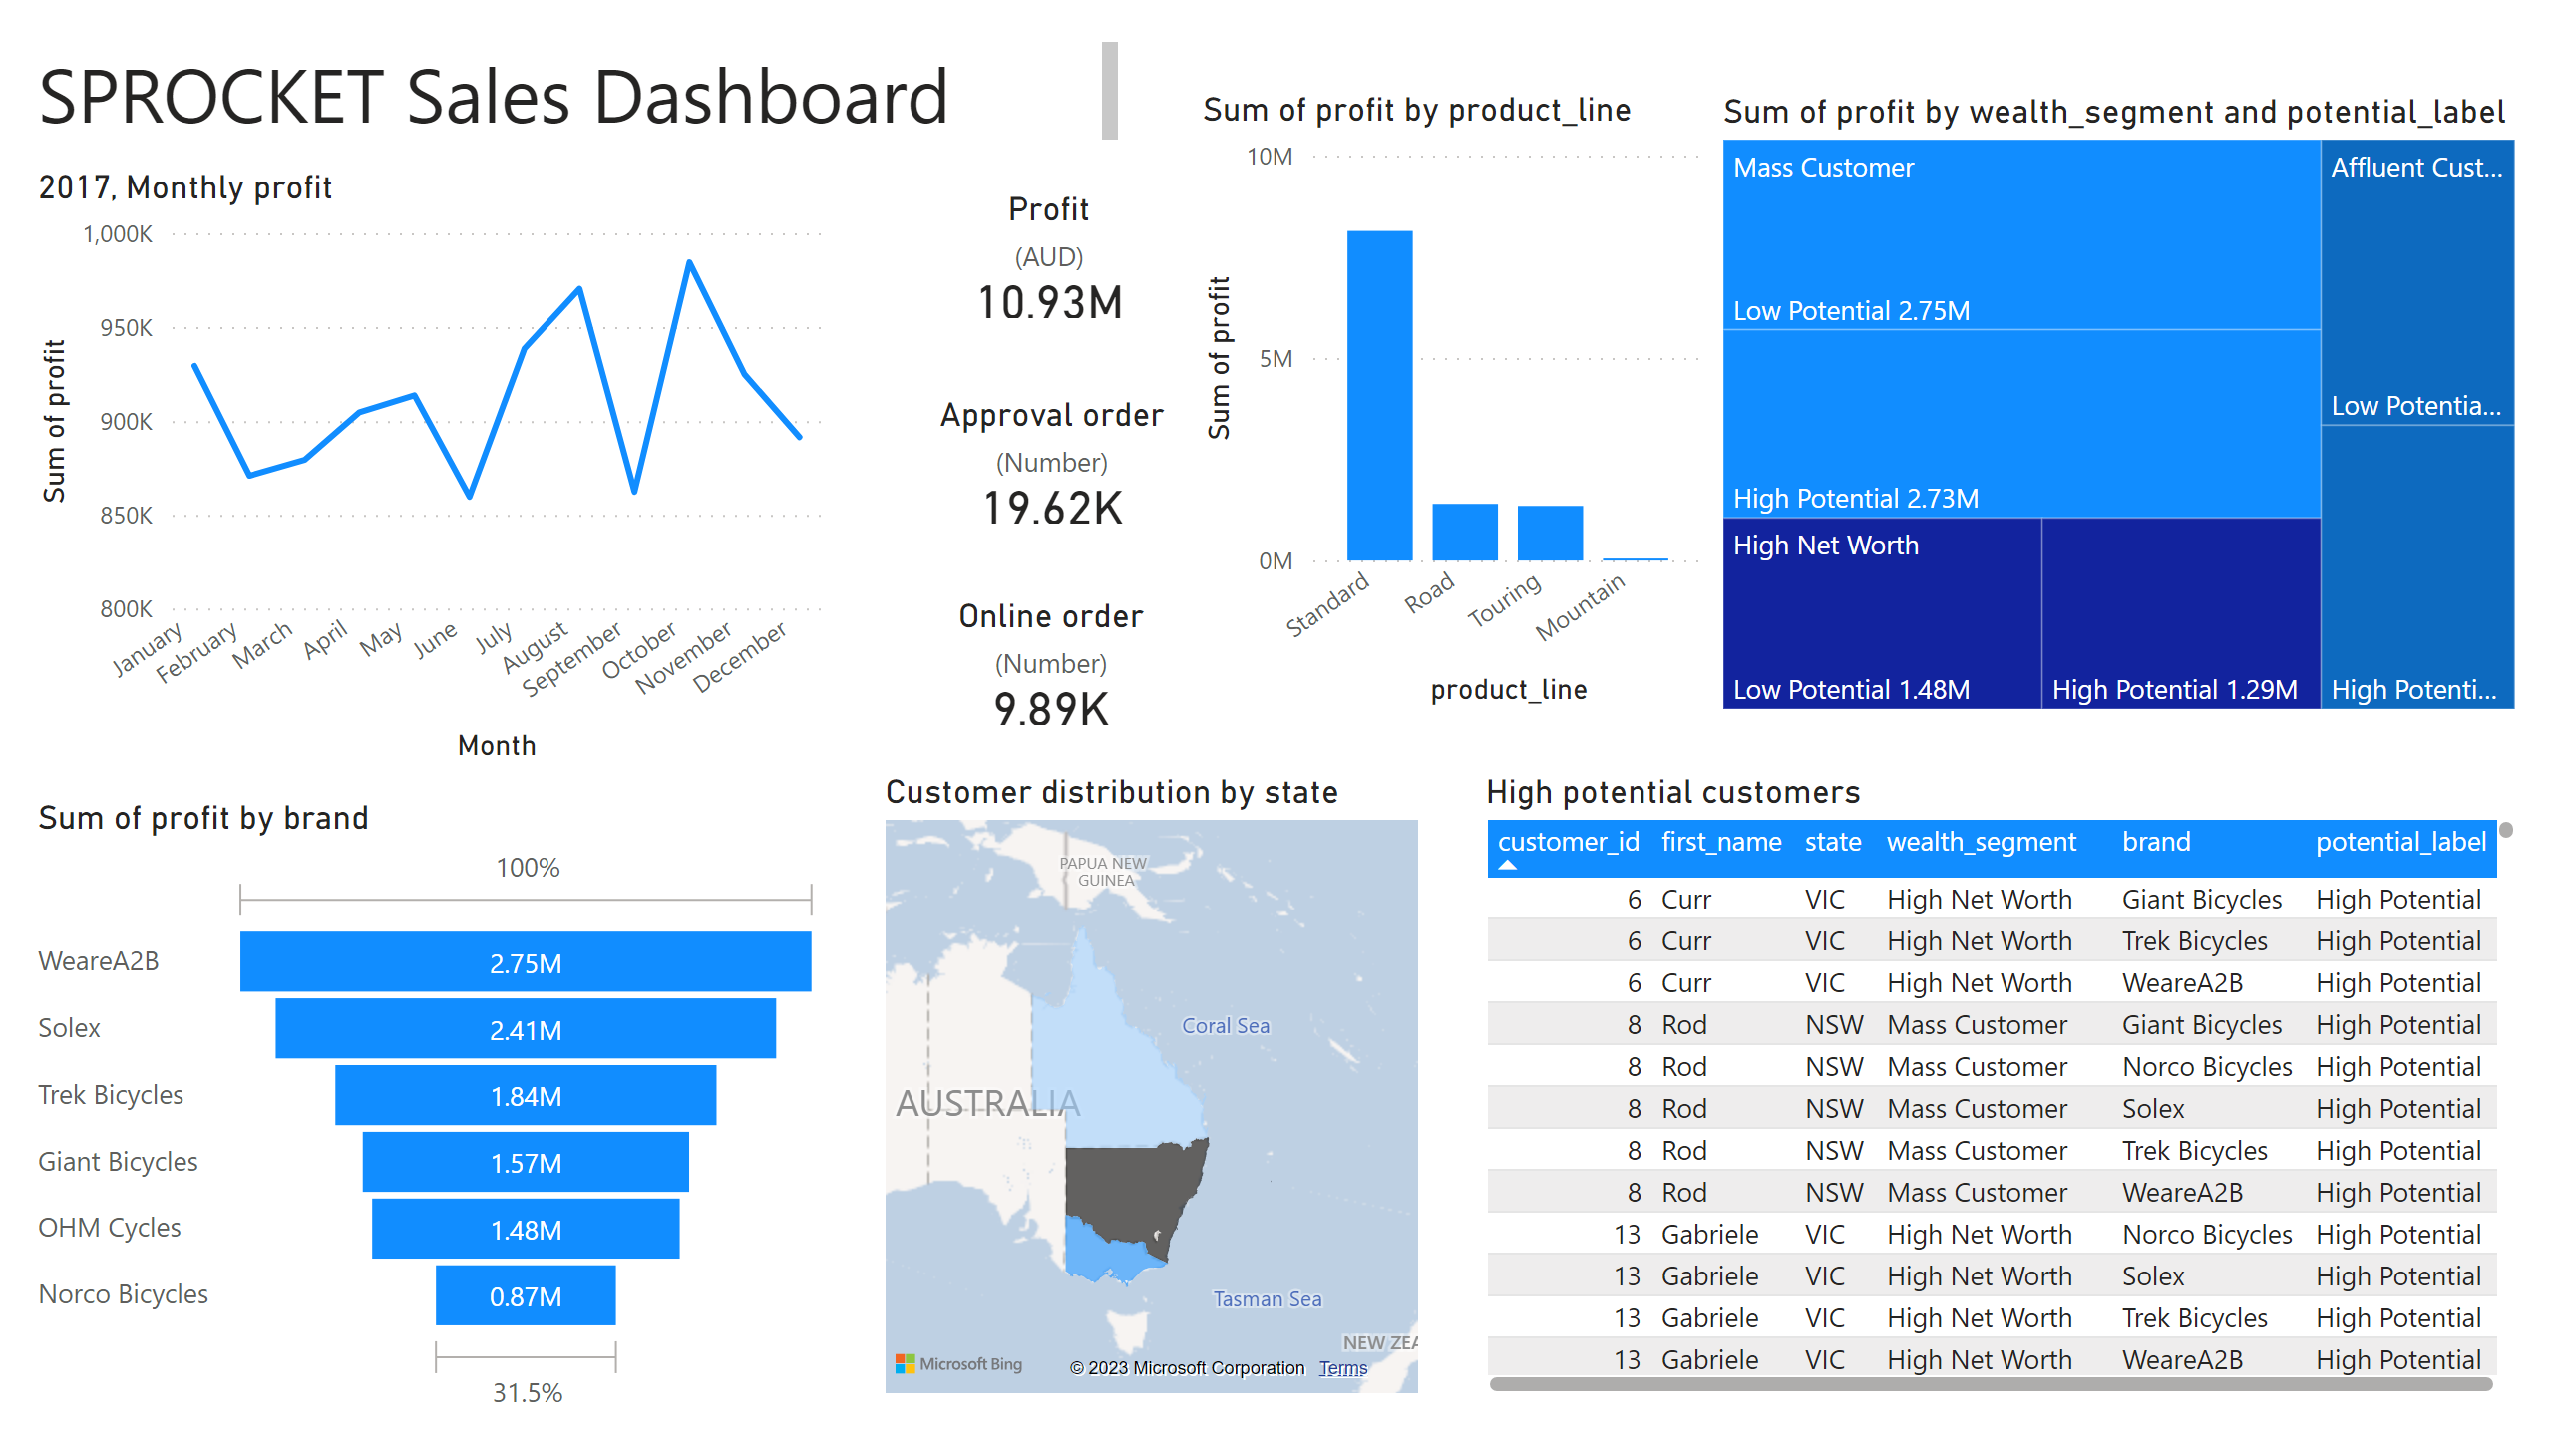 SPROCKET Sales Dashboard
2017, Monthly profit
Sum of profit
1,000K
950K
900K
850K
800K
January
February
March
April
May
June
July
August
September
October
November
December
Month
Profit
(AUD)
10.93M
Approval order
(Number)
19.62K
Online order
(Number)
9.89K
Sum of profit by product_line
Sum of profit
10M
5M
0M
Standard
Road
Touring
Mountain
product_line
Sum of profit by wealth_segment and potential_label
Mass Customer
Low Potential 2.75M
High Potential 2.73M
High Net Worth
Low Potential 1.48M
High Potential 1.29M
Affluent Cust...
Low Potentia...
High Potenti...
Sum of profit by brand
100%
WeareA2B 2.75M
Solex 2.41M
Trek Bicycles 1.84M
Giant Bicycles 1.57M
OHM Cycles 1.48M
Norco Bicycles 0.87M
31.5%
Customer distribution by state
PAPUA NEW
GUINEA
Coral Sea
AUSTRALIA
Tasman Sea
NEW ZEA
Microsoft Bing
© 2023 Microsoft Corporation Terms
High potential customers
customer_id first_name state wealth_segment brand potential_label
6 Curr VIC High Net Worth Giant Bicycles High Potential
6 Curr VIC High Net Worth Trek Bicycles High Potential
6 Curr VIC High Net Worth WeareA2B High Potential
8 Rod NSW Mass Customer Giant Bicycles High Potential
8 Rod NSW Mass Customer Norco Bicycles High Potential
8 Rod NSW Mass Customer Solex High Potential
8 Rod NSW Mass Customer Trek Bicycles High Potential
8 Rod NSW Mass Customer WeareA2B High Potential
13 Gabriele VIC High Net Worth Norco Bicycles High Potential
13 Gabriele VIC High Net Worth Solex High Potential
13 Gabriele VIC High Net Worth Trek Bicycles High Potential
13 Gabriele VIC High Net Worth WeareA2B High Potential